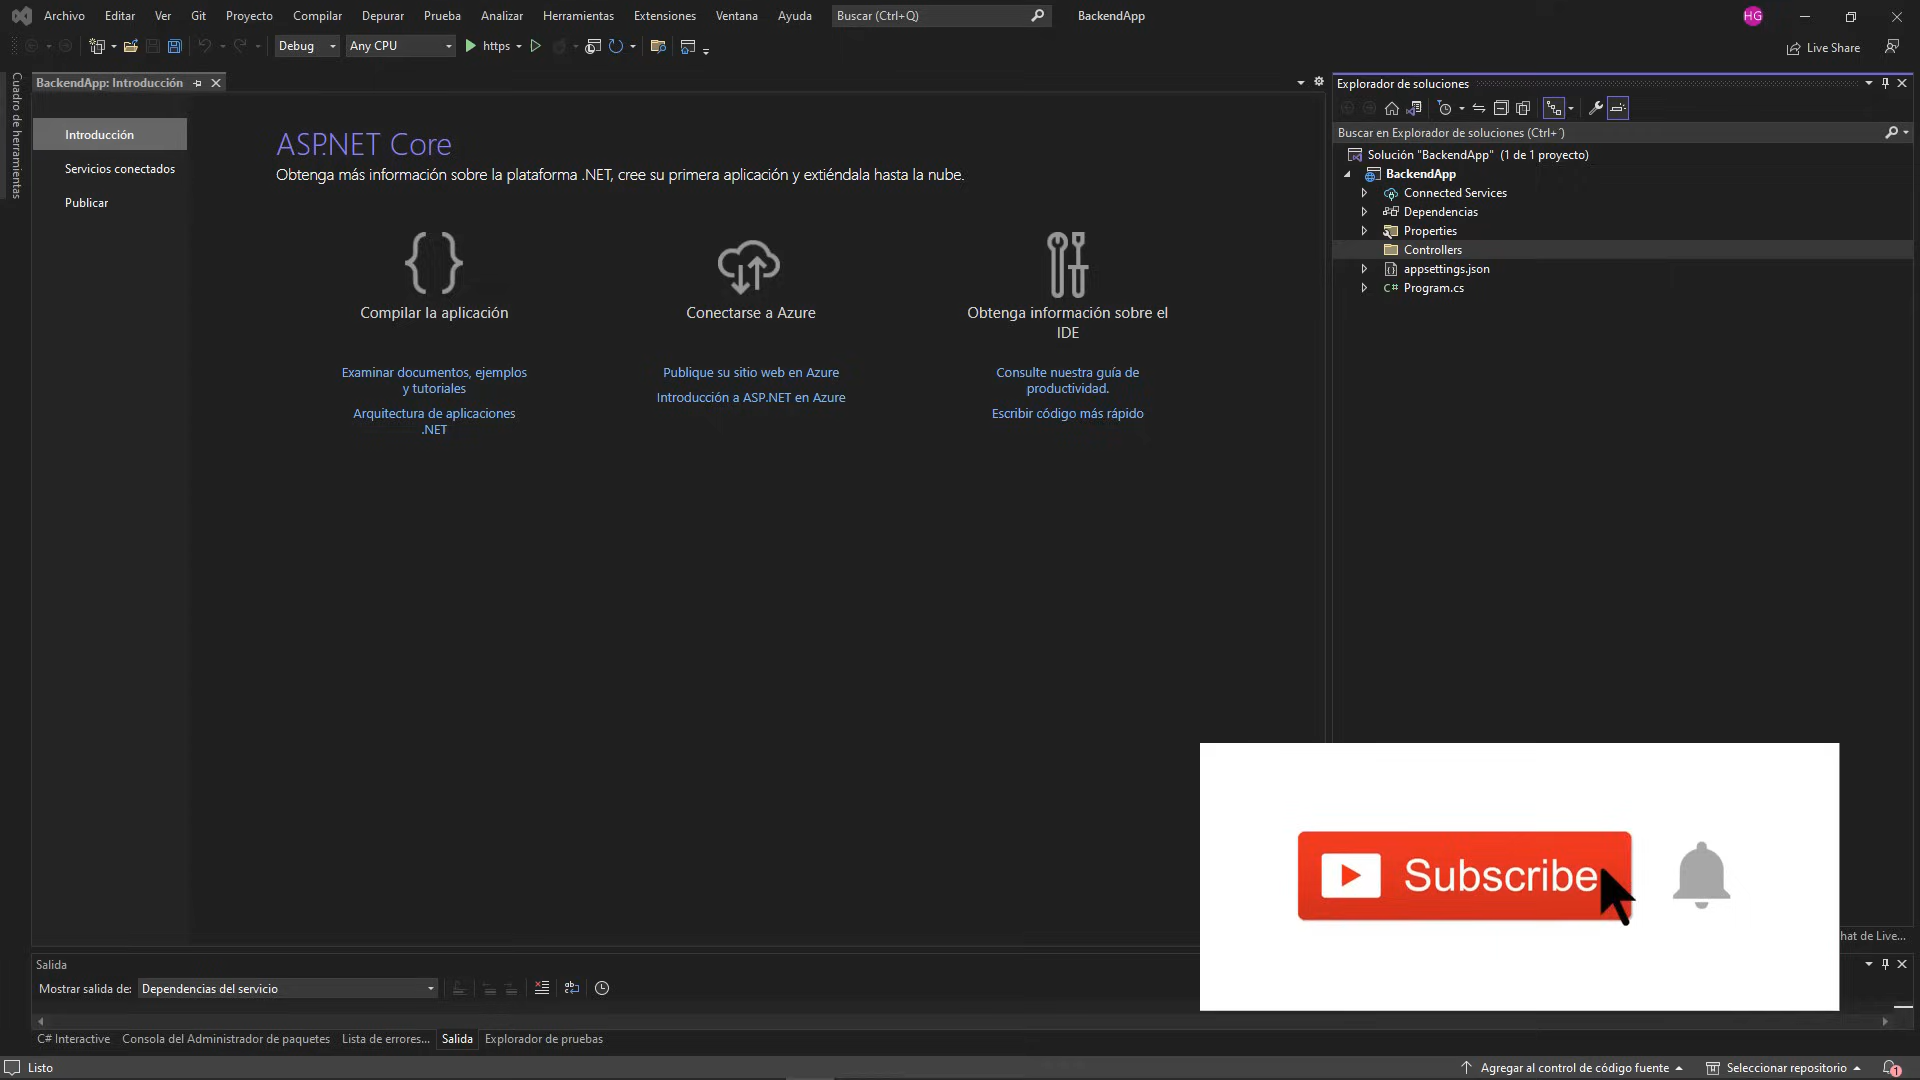 Archivo Editar Ver Git Proyecto Compilar Depurar Prueba Analizar Herramientas Extensiones Ventana Ayuda Buscar (Ctrl+Q) BackendApp HG
Debug Any CPU https Live Share
Cuadro de herramientas
BackendApp: Introducción
Introducción
Servicios conectados
Publicar
ASP.NET Core
Obtenga más información sobre la plataforma .NET, cree su primera aplicación y extiéndala hasta la nube.
Compilar la aplicación
Examinar documentos, ejemplos
y tutoriales
Arquitectura de aplicaciones
.NET
Conectarse a Azure
Publique su sitio web en Azure
Introducción a ASP.NET en Azure
Obtenga información sobre el
IDE
Consulte nuestra guía de
productividad.
Escribir código más rápido
Explorador de soluciones
Buscar en Explorador de soluciones (Ctrl+´)
Solución "BackendApp" (1 de 1 proyecto)
BackendApp
Connected Services
Dependencias
Properties
Controllers
appsettings.json
C# Program.cs
Subscribe
hat de Live...
Salida
Mostrar salida de: Dependencias del servicio
C# Interactive Consola del Administrador de paquetes Lista de errores... Salida Explorador de pruebas
Listo Agregar al control de código fuente Seleccionar repositorio 1